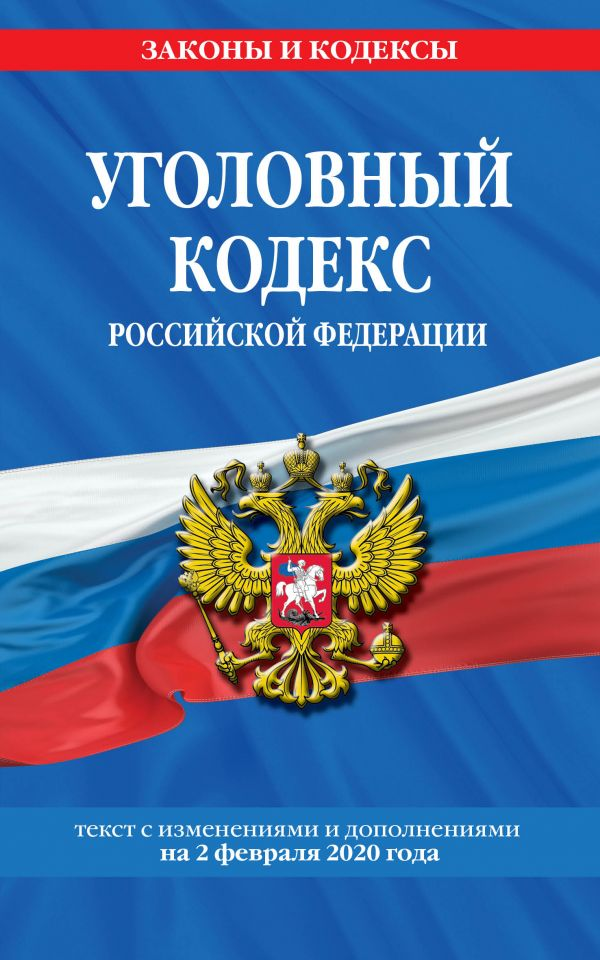 ЗАКОНЫ И КОДЕКСЫ
УГОЛОВНЫЙ
КОДЕКС
РОССИЙСКОЙ ФЕДЕРАЦИИ
текст с изменениями и дополнениями
на 2 февраля 2020 года